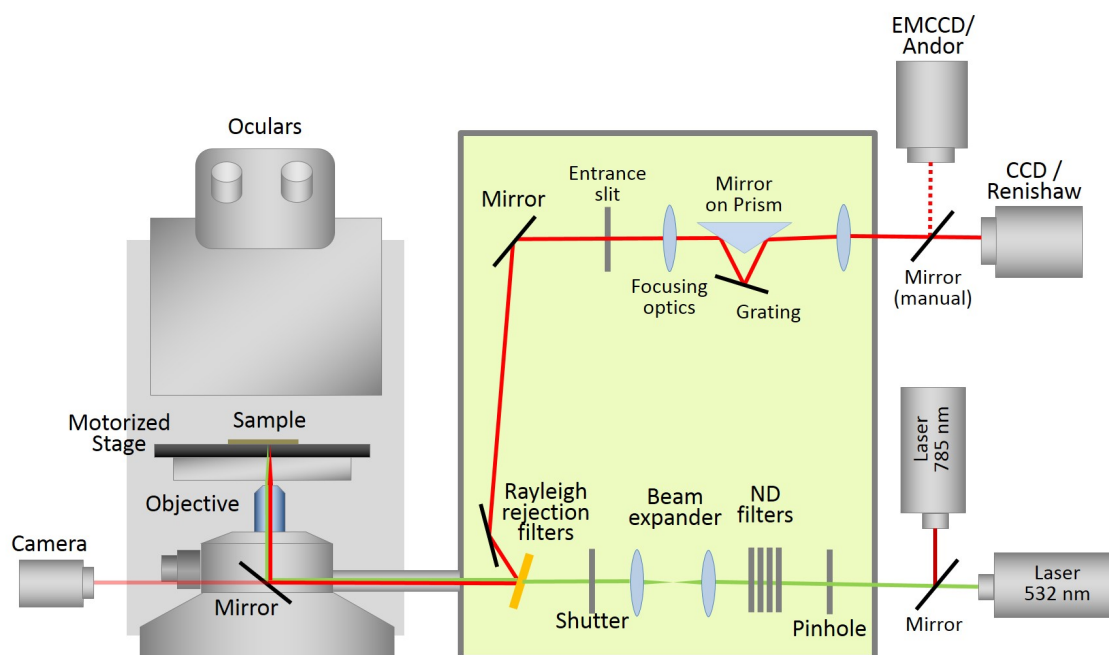 EMCCD/
Andor
Oculars
CCD /
Renishaw
Entrance
slit
Mirror
on Prism
Mirror
Focusing
optics
Grating
Mirror
(manual)
Motorized
Stage
Sample
Laser
785 nm
Objective
Rayleigh
rejection
filters
Beam
expander
ND
filters
Camera
Mirror
Shutter
Pinhole
Laser
532 nm
Mirror